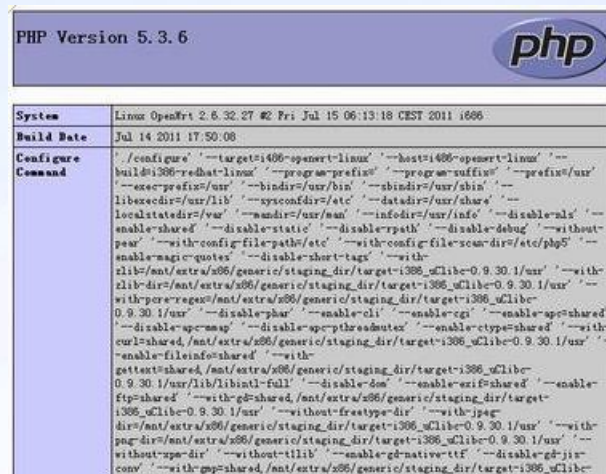 PHP Version 5.3.6
php
System
Linux OpenWrt 2.6.32.27 #2 Fri Jul 15 06:13:18 CEST 2011 i686
Build Date
Jul 14 2011 17:50:08
Configure
Command
'./configure' '--target=i486-openwrt-linux' '--host=i486-openwrt-linux' '--
build=i386-redhat-linux' '--program-prefix=' '--program-suffix=' '--prefix=/usr'
'--exec-prefix=/usr' '--bindir=/usr/bin' '--sbindir=/usr/sbin' '--
libexecdir=/usr/lib' '--sysconfdir=/etc' '--datadir=/usr/share' '--
localstatedir=/var' '--mandir=/usr/man' '--infodir=/usr/info' '--disable-nls' '--
enable-shared' '--disable-static' '--disable-rpath' '--disable-debug' '--without-
pear' '--with-config-file-path=/etc' '--with-config-file-scan-dir=/etc/php5' '--
enable-magic-quotes' '--disable-short-tags' '--with-
zlib=/mnt/extra/x86/generic/staging_dir/target-i386_uClibc-0.9.30.1/usr' '--with-
zlib-dir=/mnt/extra/x86/generic/staging_dir/target-i386_uClibc-0.9.30.1/usr' '--
with-pcre-regex=/mnt/extra/x86/generic/staging_dir/target-i386_uClibc-
0.9.30.1/usr' '--disable-phar' '--enable-cli' '--enable-cgi' '--enable-apc=shared'
'--disable-apc-mmap' '--disable-apc-pthreadmutex' '--enable-ctype=shared' '--with-
curl=shared,/mnt/extra/x86/generic/staging_dir/target-i386_uClibc-0.9.30.1/usr' '-
-enable-fileinfo=shared' '--with-
gettext=shared,/mnt/extra/x86/generic/staging_dir/target-i386_uClibc-
0.9.30.1/usr/lib/libintl-full' '--disable-dom' '--enable-exif=shared' '--enable-
ftp=shared' '--with-gd=shared,/mnt/extra/x86/generic/staging_dir/target-
i386_uClibc-0.9.30.1/usr' '--without-freetype-dir' '--with-jpeg-
dir=/mnt/extra/x86/generic/staging_dir/target-i386_uClibc-0.9.30.1/usr' '--with-
png-dir=/mnt/extra/x86/generic/staging_dir/target-i386_uClibc-0.9.30.1/usr' '--
without-xpm-dir' '--without-t1lib' '--enable-gd-native-ttf' '--disable-gd-jis-
conv' '--with-gmp=shared,/mnt/extra/x86/generic/staging_dir/target-i386_uClibc-